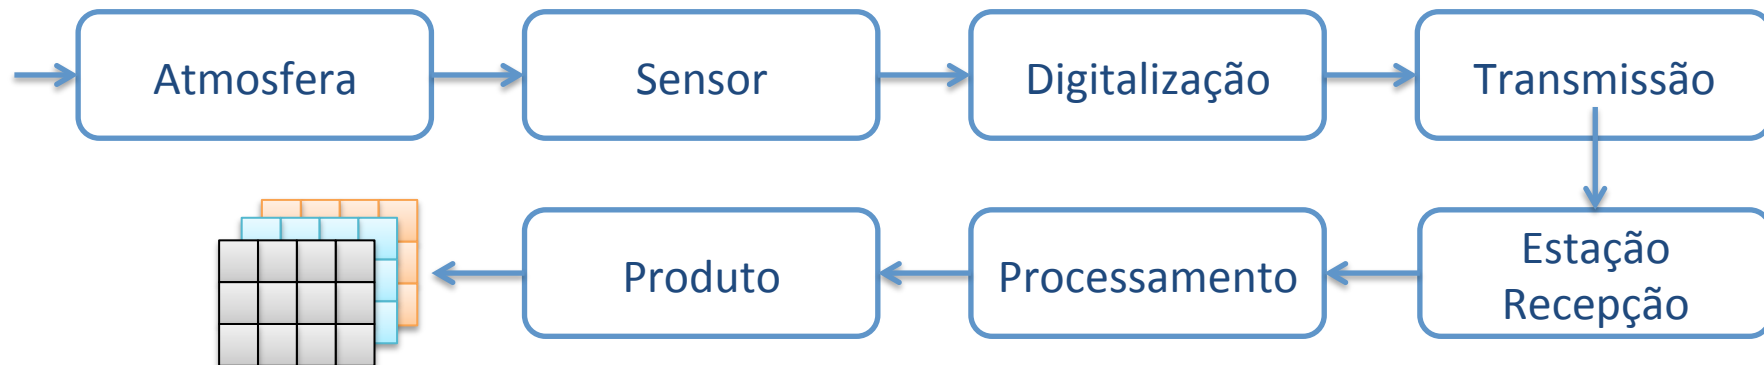 Atmosfera
Sensor
Digitalização
Transmissão
Estação
Recepção
Processamento
Produto